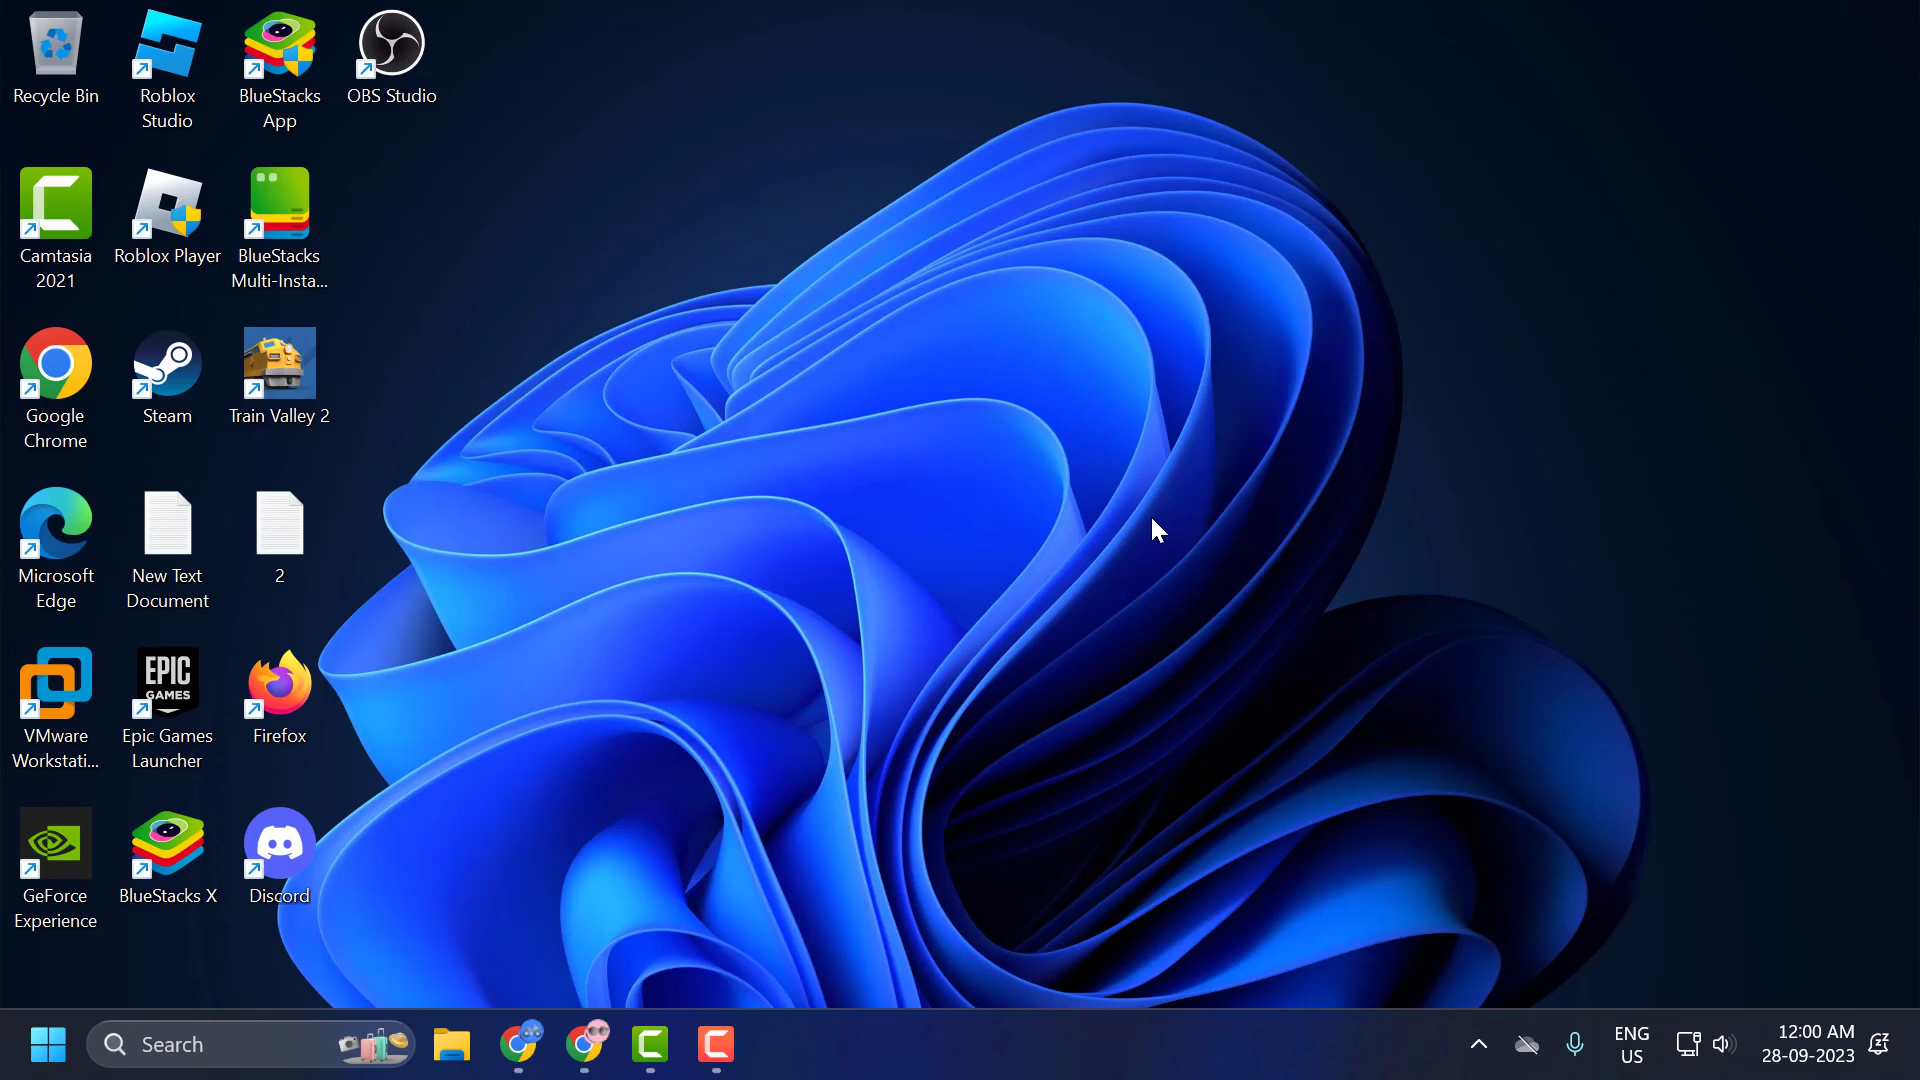 Recycle Bin
Roblox
Studio
BlueStacks
App
OBS Studio
Camtasia
2021
Roblox Player
BlueStacks
Multi-Insta...
Google
Chrome
Steam
Train Valley 2
Microsoft
Edge
New Text
Document
2
EPIC
GAMES
VMware
Workstati...
Epic Games
Launcher
Firefox
GeForce
Experience
BlueStacks X
Discord
Search
ENG
US
12:00 AM
28-09-2023